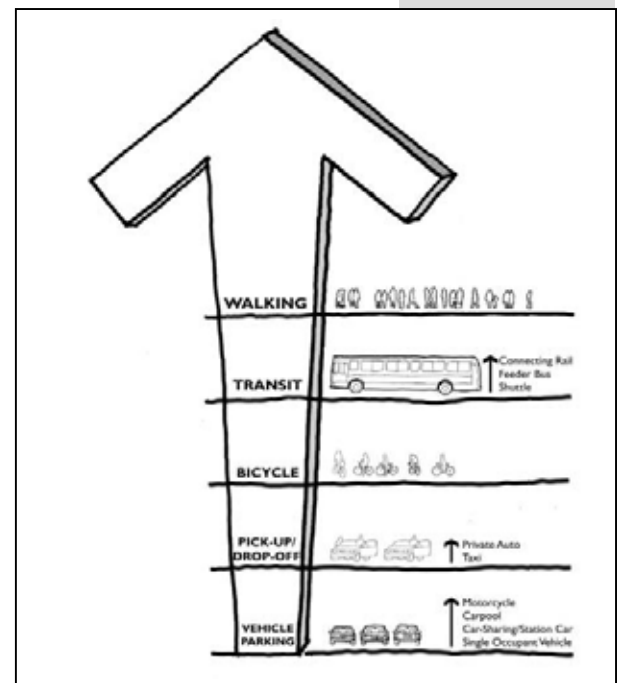 WALKING
TRANSIT
Connecting Rail
Feeder Bus
Shuttle
BICYCLE
PICK-UP/
DROP-OFF
Private Auto
Taxi
VEHICLE
PARKING
Motorcycle
Carpool
Car-Sharing/Station Car
Single Occupant Vehicle